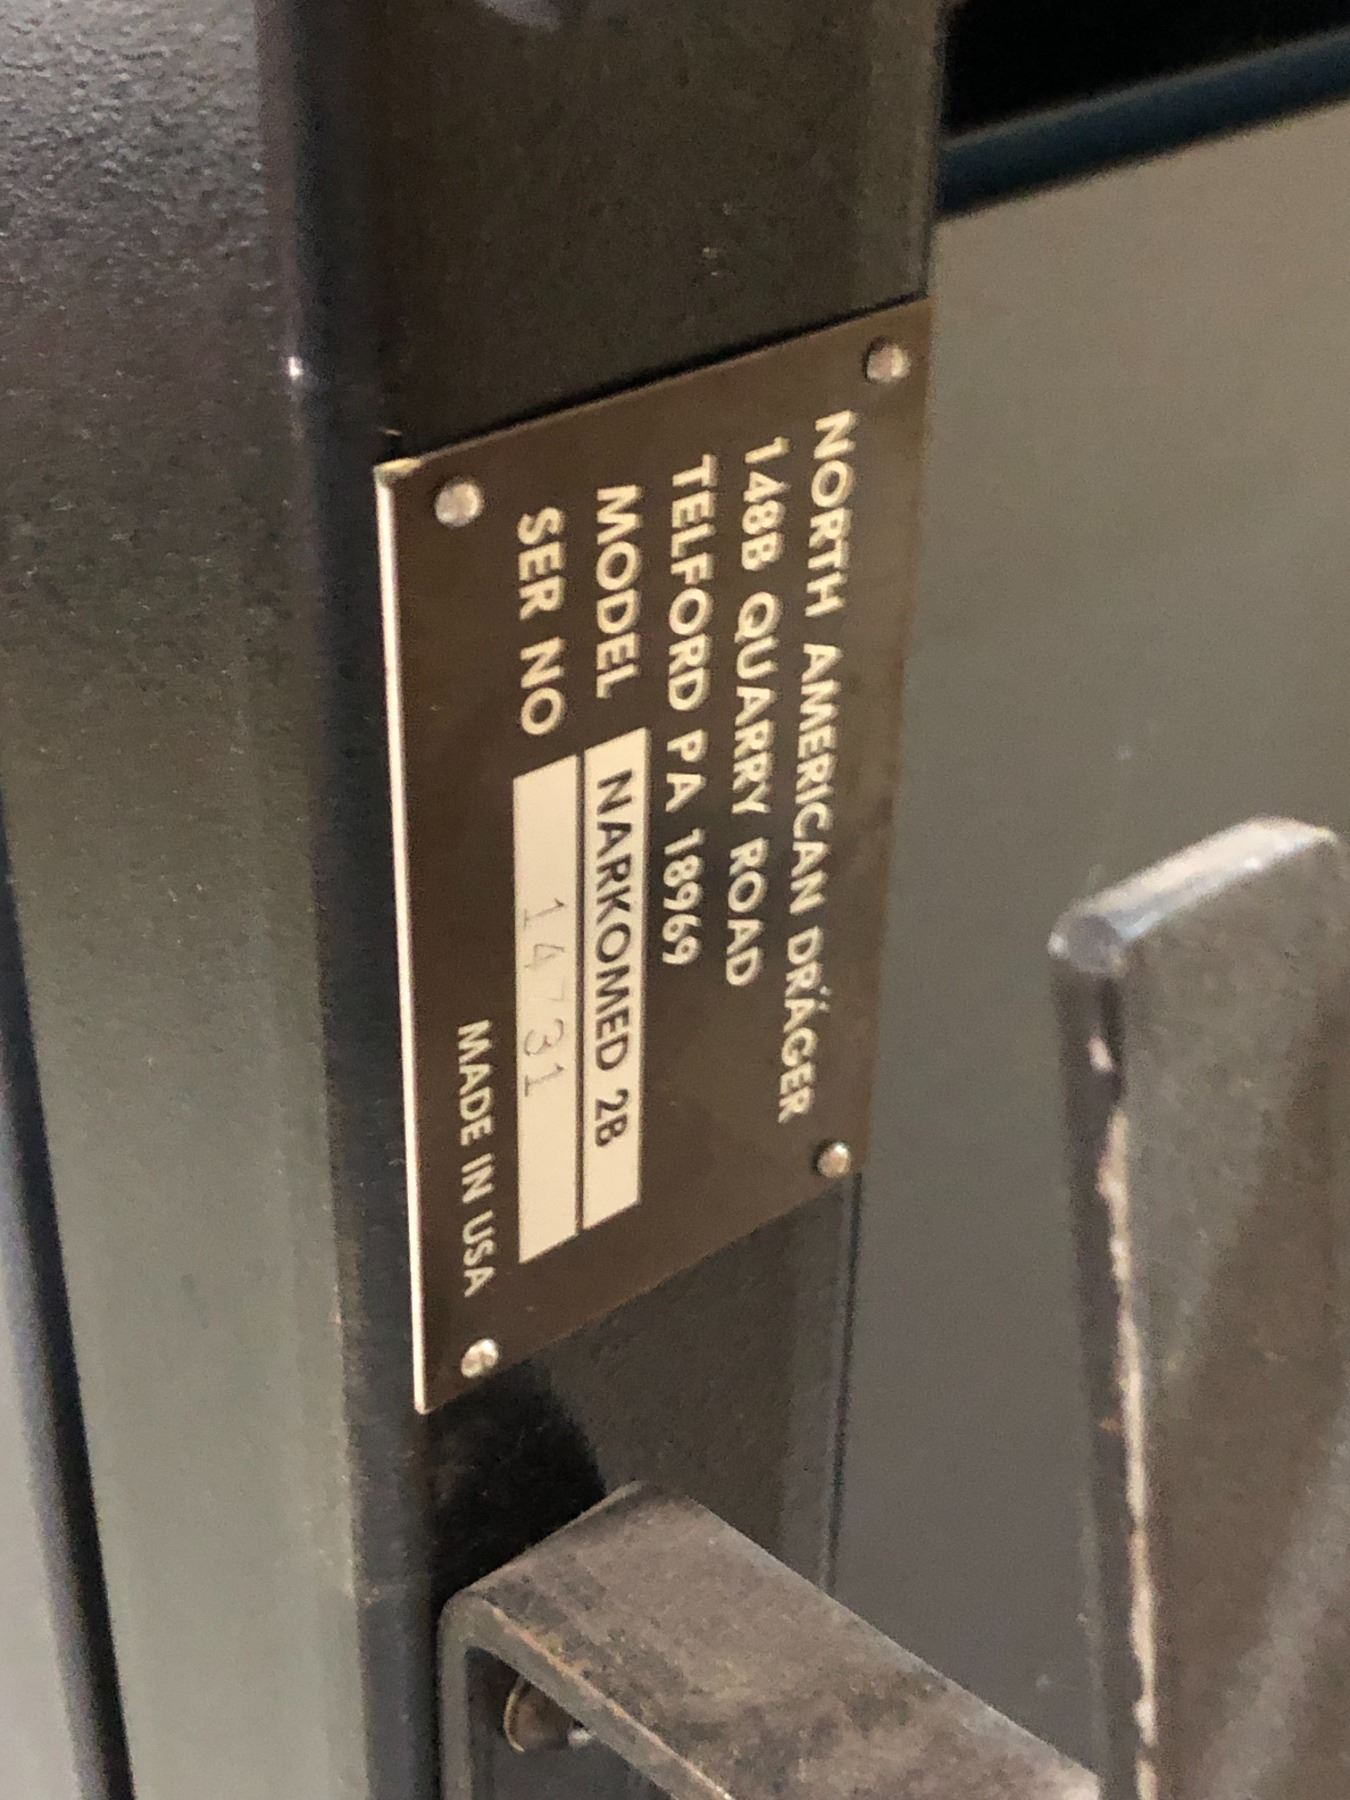 NORTH AMERICAN DRÄGER
148B QUARRY ROAD
TELFORD PA 18969
MODEL NARKOMED 2B
SER NO 14731
MADE IN USA